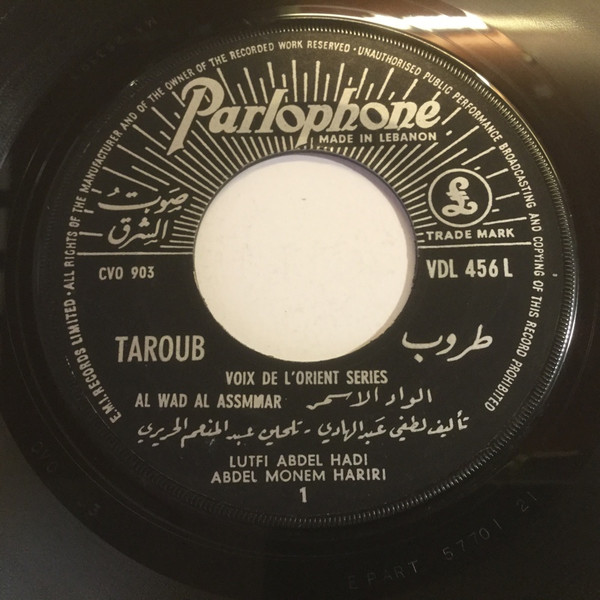 E.M.I. RECORDS LIMITED · ALL RIGHTS OF THE MANUFACTURER AND OF THE OWNER OF THE RECORDED WORK RESERVED · UNAUTHORISED PUBLIC PERFORMANCE BROADCASTING AND COPYING OF THIS RECORD PROHIBITED
Parlophone
MADE IN LEBANON
صَوبتُ الشرق
£
TRADE MARK
CVO 903
VDL 456 L
TAROUB طروب
VOIX DE L'ORIENT SERIES
AL WAD AL ASSMMAR الواد الاسمر
تأليف لطفي عَبد الهادي - تلحين عبد المنعم الحريري
LUTFI ABDEL HADI
ABDEL MONEM HARIRI
1